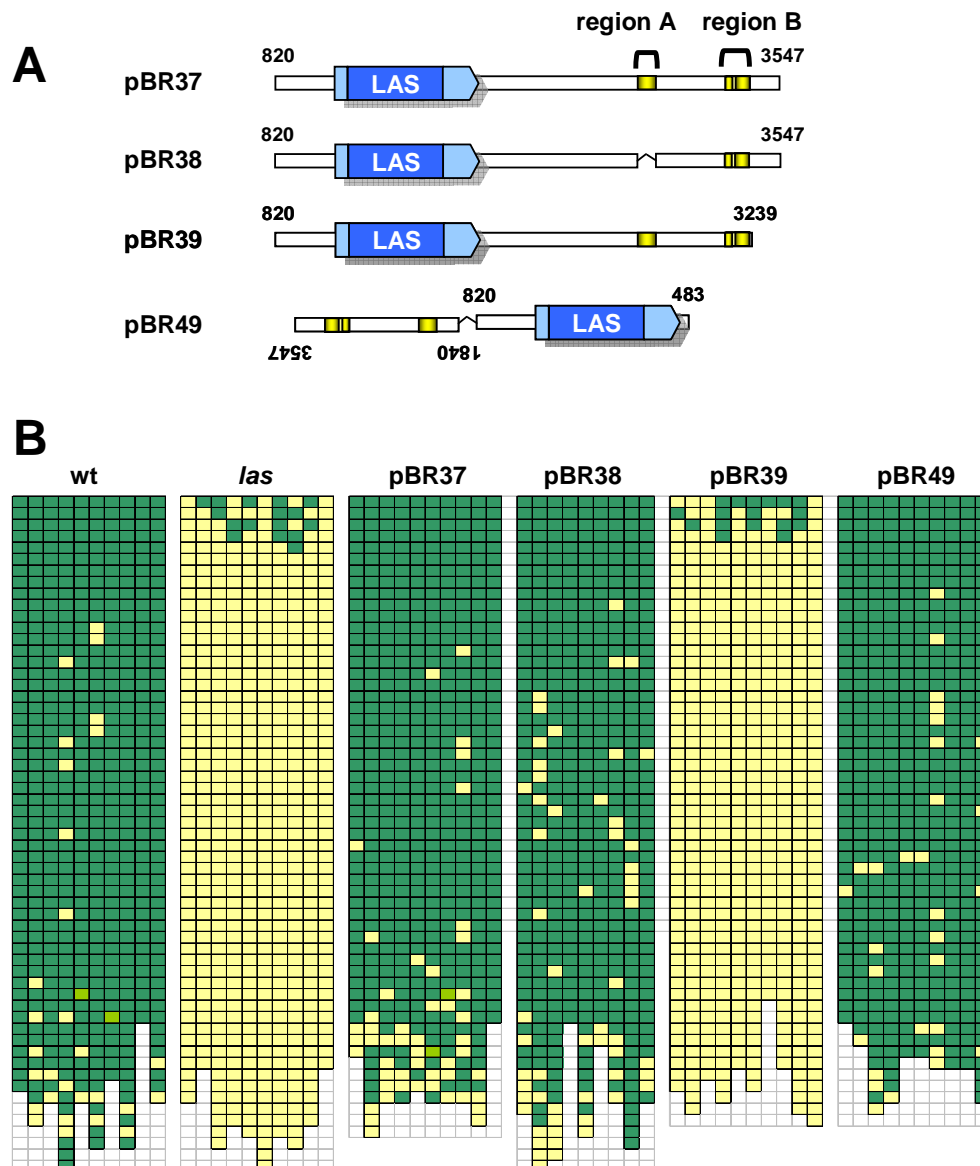 A
region A region B
820 3547
pBR37 LAS
820 3547
pBR38 LAS
820 3239
pBR39 LAS
820 483
pBR49 LAS
3547 1840
B
wt las pBR37 pBR38 pBR39 pBR49